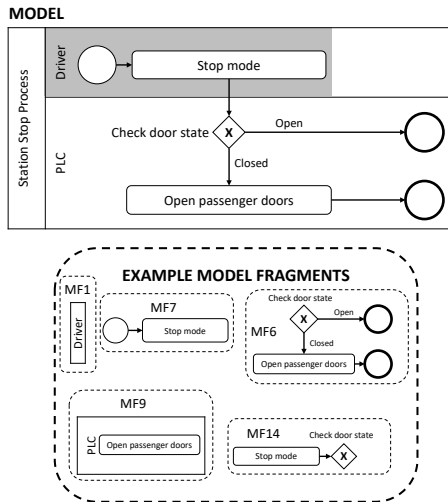 MODEL
Station Stop Process
Driver
Stop mode
PLC
Check door state
X
Open
Closed
Open passenger doors
EXAMPLE MODEL FRAGMENTS
MF1
Driver
MF7
Stop mode
MF6
Check door state
X
Open
Closed
Open passenger doors
MF9
PLC
Open passenger doors
MF14
Check door state
Stop mode
X